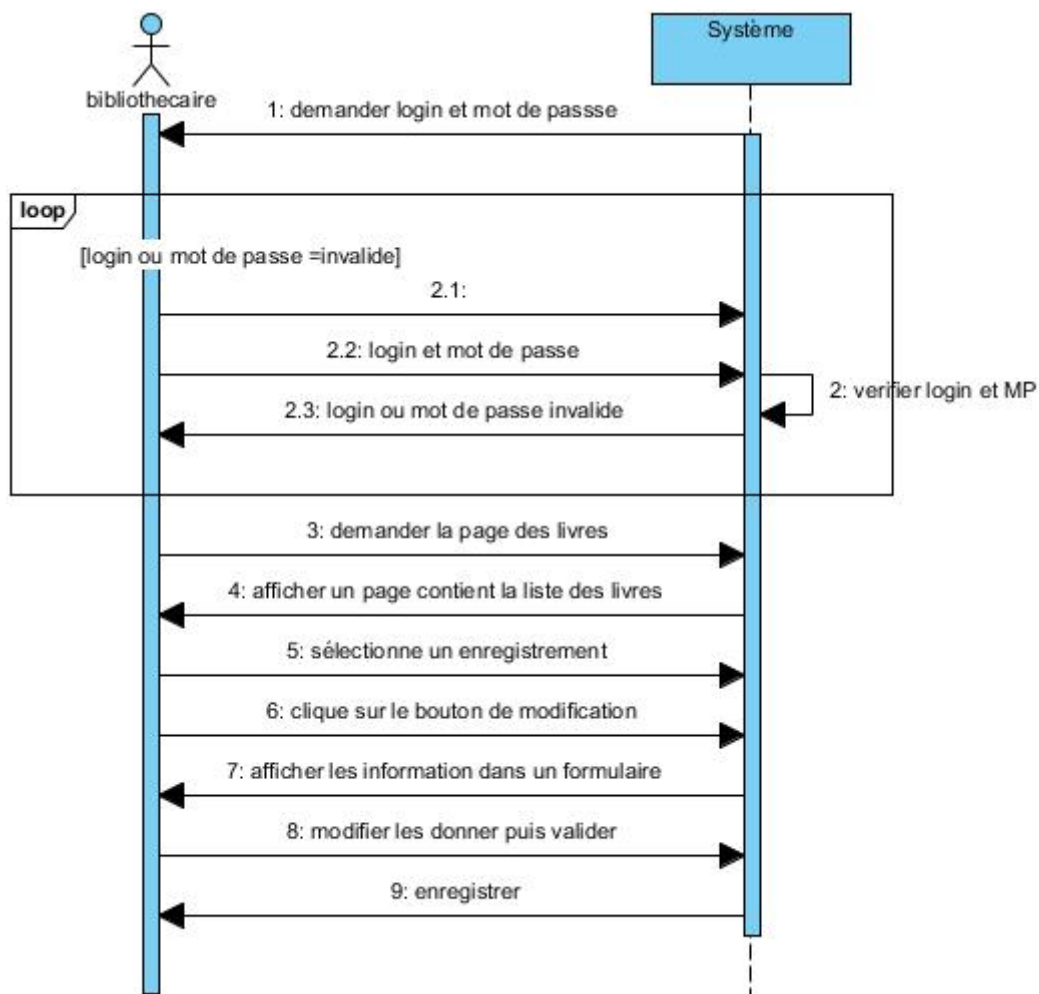 Système
bibliothecaire
1: demander login et mot de passse
loop
[login ou mot de passe =invalide]
2.1:
2.2: login et mot de passe
2: verifier login et MP
2.3: login ou mot de passe invalide
3: demander la page des livres
4: afficher un page contient la liste des livres
5: sélectionne un enregistrement
6: clique sur le bouton de modification
7: afficher les information dans un formulaire
8: modifier les donner puis valider
9: enregistrer